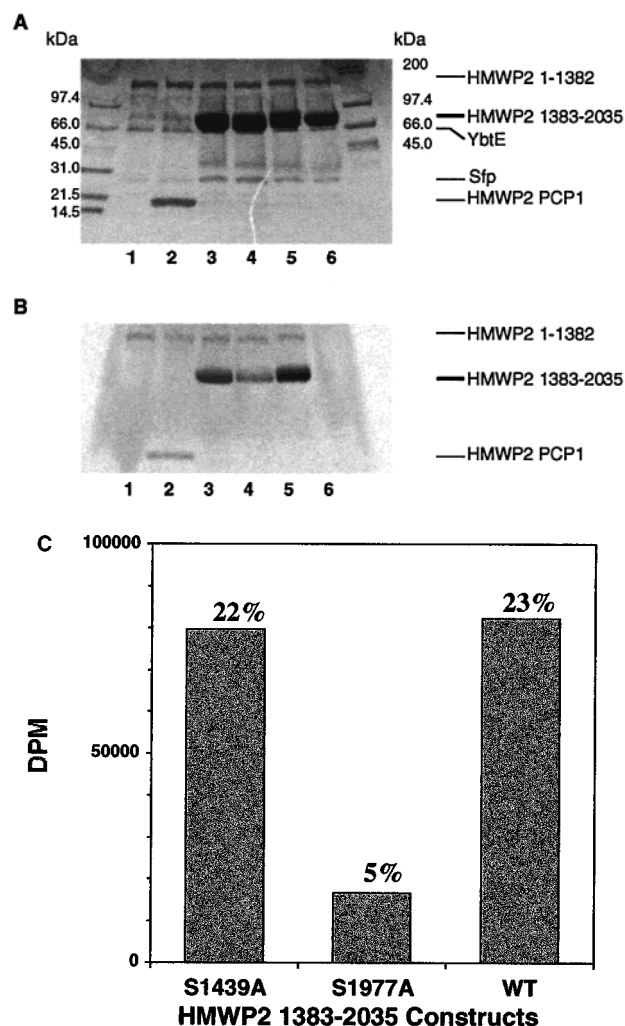 A
kDa
kDa
97.4
66.0
45.0
31.0
21.5
14.5
200
97.4
66.0
45.0
HMWP2 1-1382
HMWP2 1383-2035
YbtE
Sfp
HMWP2 PCP1
1 2 3 4 5 6
B
HMWP2 1-1382
HMWP2 1383-2035
HMWP2 PCP1
1 2 3 4 5 6
C
100000
50000
0
DPM
22%
5%
23%
S1439A S1977A WT
HMWP2 1383-2035 Constructs